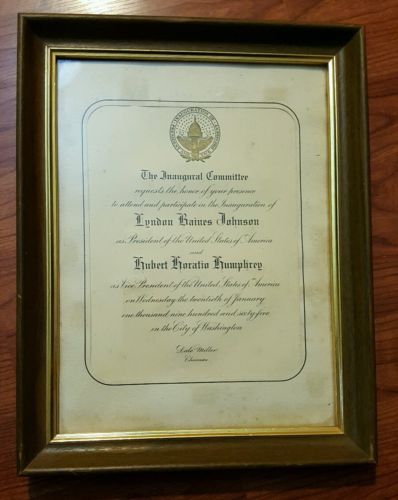 The Inaugural Committee
requests the honor of your presence
to attend and participate in the Inauguration of
Lyndon Baines Johnson
as President of the United States of America
and
Hubert Horatio Humphrey
as Vice President of the United States of America
on Wednesday the twentieth of January
one thousand nine hundred and sixty five
in the City of Washington
Dale Miller
Chairman